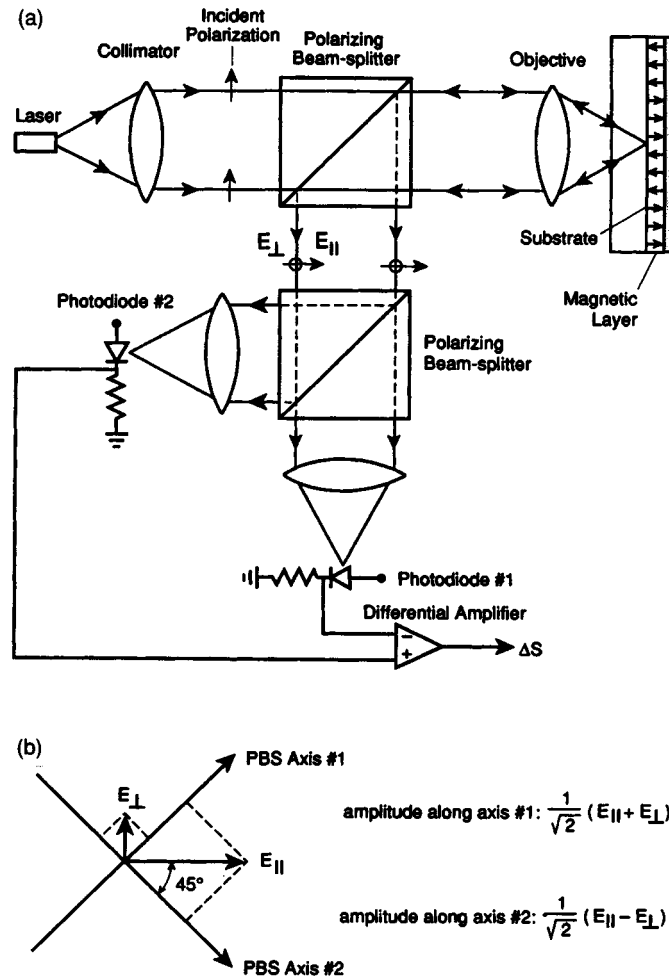 (a)
Incident
Polarization
Collimator
Polarizing
Beam-splitter
Objective
Laser
E⊥
E||
Substrate
Magnetic
Layer
Photodiode #2
Polarizing
Beam-splitter
Photodiode #1
Differential Amplifier
−
+
ΔS
(b)
PBS Axis #1
E⊥
E||
45°
PBS Axis #2
amplitude along axis #1: 1/√2 (E|| + E⊥)
amplitude along axis #2: 1/√2 (E|| − E⊥)